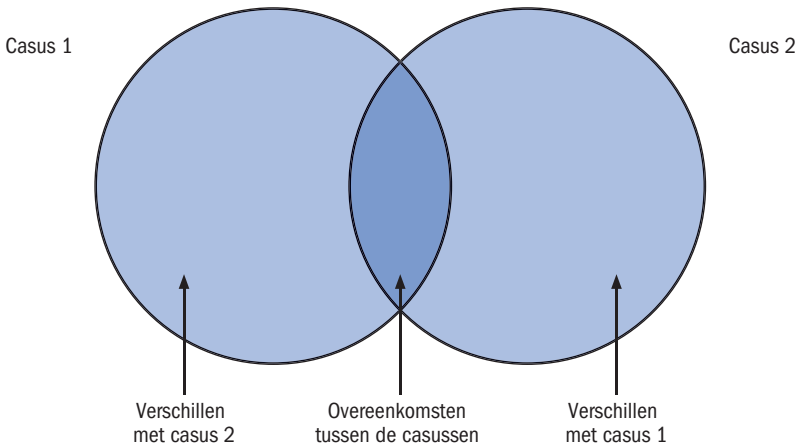 Casus 1
Casus 2
Verschillen
met casus 2
Overeenkomsten
tussen de casussen
Verschillen
met casus 1